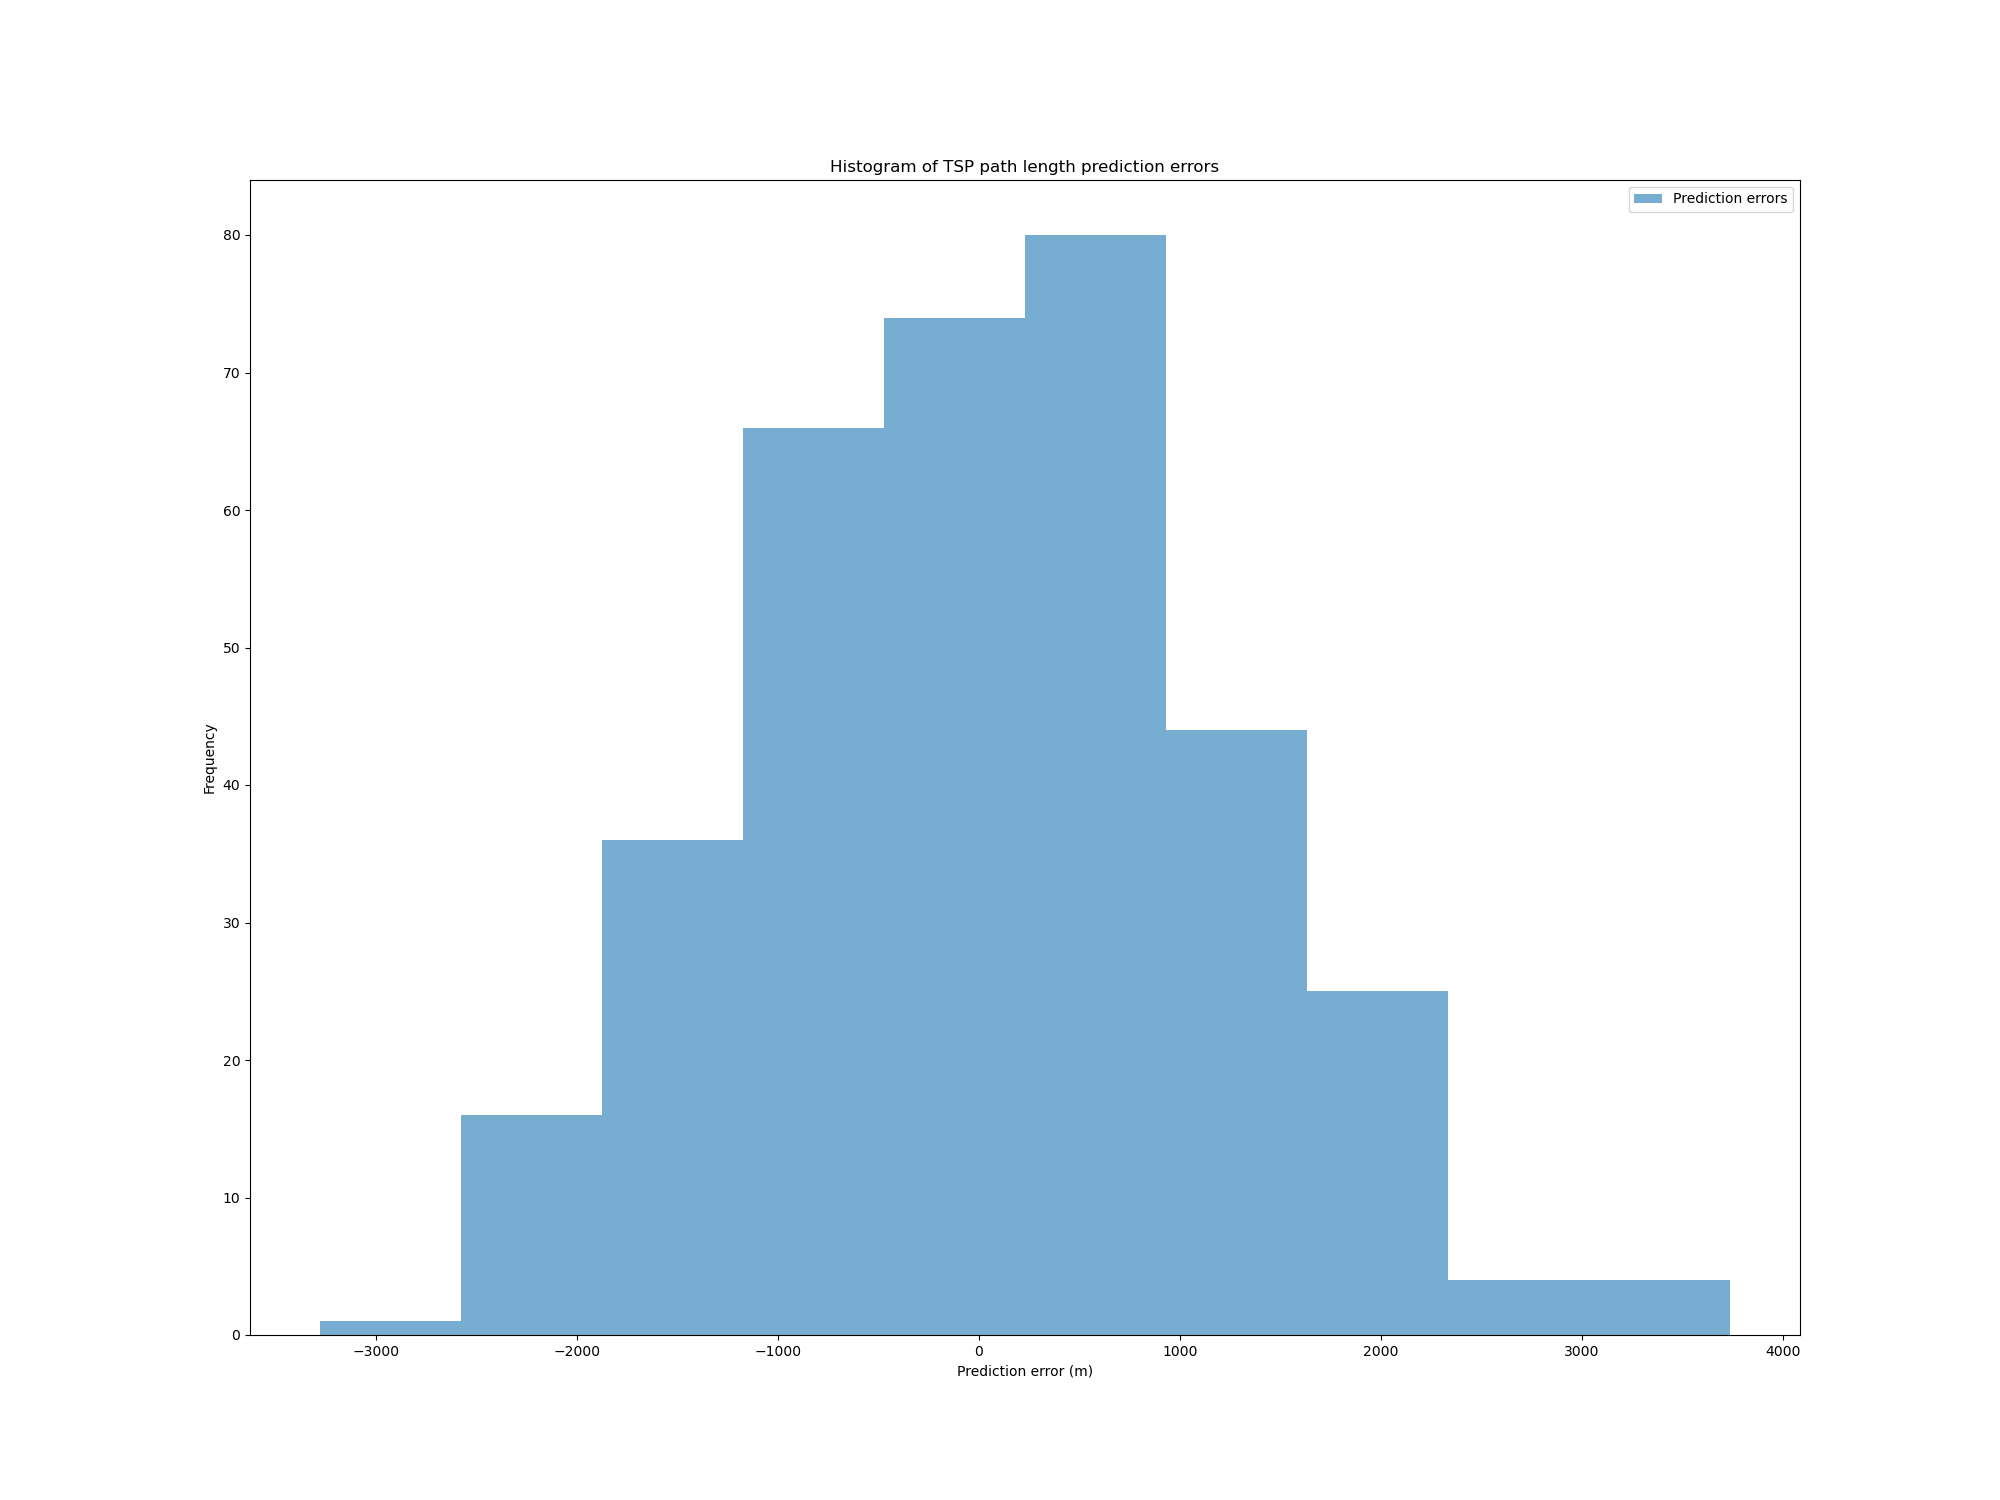 Histogram of TSP path length prediction errors
Prediction errors
80
70
60
50
40
30
20
10
0
Frequency
−3000 −2000 −1000 0 1000 2000 3000 4000
Prediction error (m)